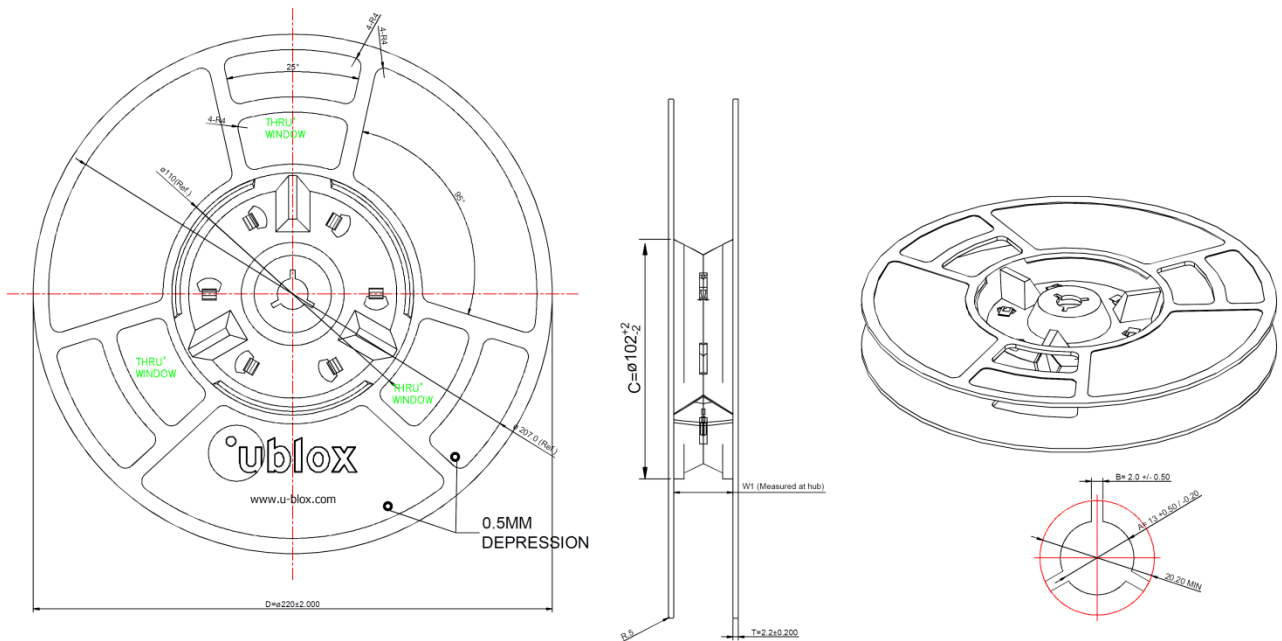 4-R4
4-R4
25°
4-R4
THRU'
WINDOW
ø110(Ref.)
95°
THRU'
WINDOW
THRU'
WINDOW
ø 207.0 (Ref.)
ublox
www.u-blox.com
0.5MM
DEPRESSION
D=ø220±2.000
C=ø102+2-2
W1 (Measured at hub)
R.5
T=2.2±0.200
B= 2.0 +/- 0.50
A= 13 +0.50 / -0.20
20.20 MIN